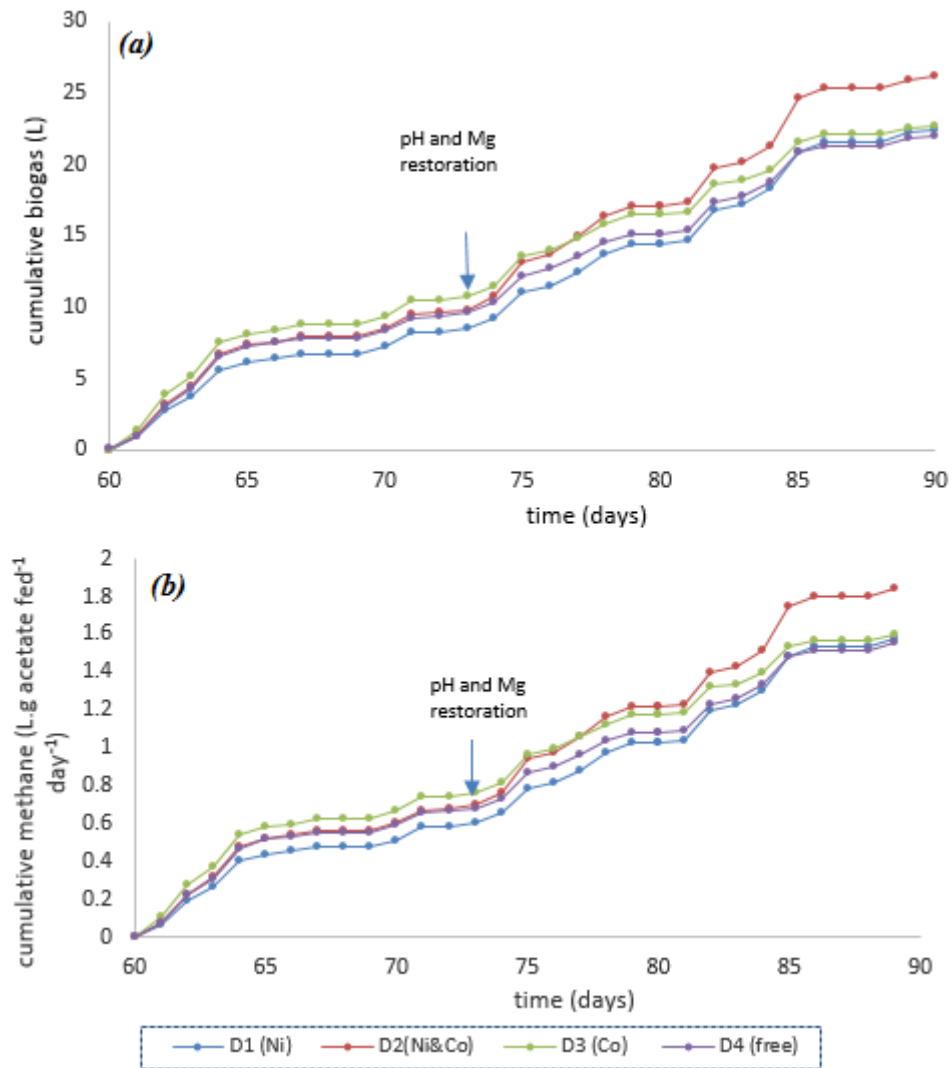 (a)
30
25
20
15
10
5
0
cumulative biogas (L)
pH and Mg
restoration
60 65 70 75 80 85 90
time (days)
(b)
2
1.8
1.6
1.4
1.2
1
0.8
0.6
0.4
0.2
0
cumulative methane (L.g acetate fed⁻¹
day⁻¹)
pH and Mg
restoration
60 65 70 75 80 85 90
time (days)
D1 (Ni) D2(Ni&Co) D3 (Co) D4 (free)